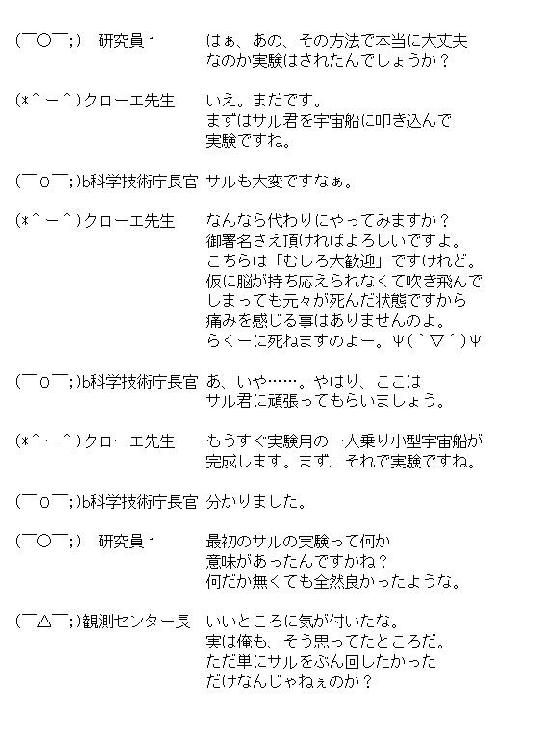 (￣○￣;)　研究員・　はぁ、あの、その方法で本当に大丈夫
なのか実験はされたんでしょうか？
(*＾ー＾)クローエ先生　いえ。まだです。
まずはサル君を宇宙船に叩き込んで
実験ですね。
(￣ο￣;)b科学技術庁長官 サルも大変ですなぁ。
(*＾ー＾)クローエ先生　なんなら代わりにやってみますか？
御署名さえ頂ければよろしいですよ。
こちらは「むしろ大歓迎」ですけれど。
仮に脳が持ち応えられなくて吹き飛んで
しまっても元々が死んだ状態ですから
痛みを感じる事はありませんのよ。
らくーに死ねますのよー。Ψ(｀▽´)Ψ
(￣ο￣;)b科学技術庁長官 あ、いや……。やはり、ここは
サル君に頑張ってもらいましょう。
(*＾- ＾)クロ- エ先生　もうすぐ実験月の 一人乗り小型宇宙船が
完成します。まず、それで実験ですね。
(￣ο￣;)b科学技術庁長官 分かりました。
(￣○￣;)　研究員・　最初のサルの実験って何か
意味があったんですかね？
何だか無くても全然良かったような。
(￣△￣;)観測センター長　いいところに気が付いたな。
実は俺も、そう思ってたところだ。
ただ単にサルをぶん回したかった
だけなんじゃねぇのか？